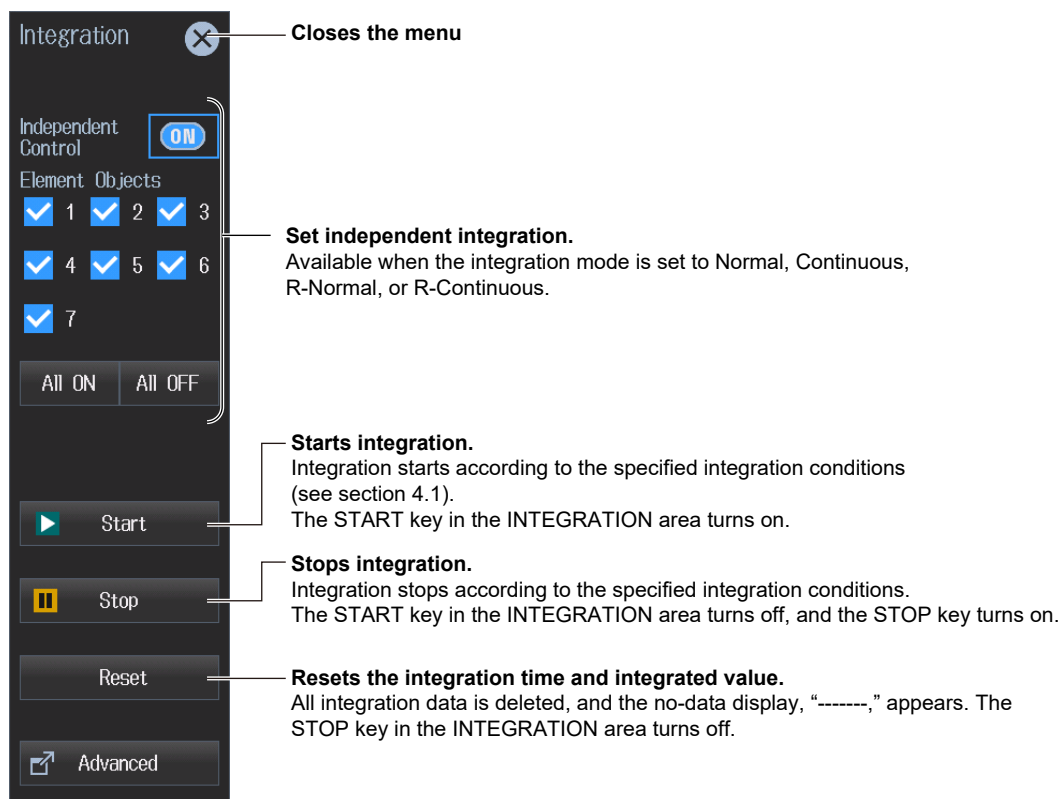 Integration
Closes the menu
Independent
Control
ON
Element Objects
1 2 3
4 5 6
7
All ON All OFF
Set independent integration.
Available when the integration mode is set to Normal, Continuous,
R-Normal, or R-Continuous.
Start
Starts integration.
Integration starts according to the specified integration conditions
(see section 4.1).
The START key in the INTEGRATION area turns on.
Stop
Stops integration.
Integration stops according to the specified integration conditions.
The START key in the INTEGRATION area turns off, and the STOP key turns on.
Reset
Resets the integration time and integrated value.
All integration data is deleted, and the no-data display, “-------,” appears. The
STOP key in the INTEGRATION area turns off.
Advanced